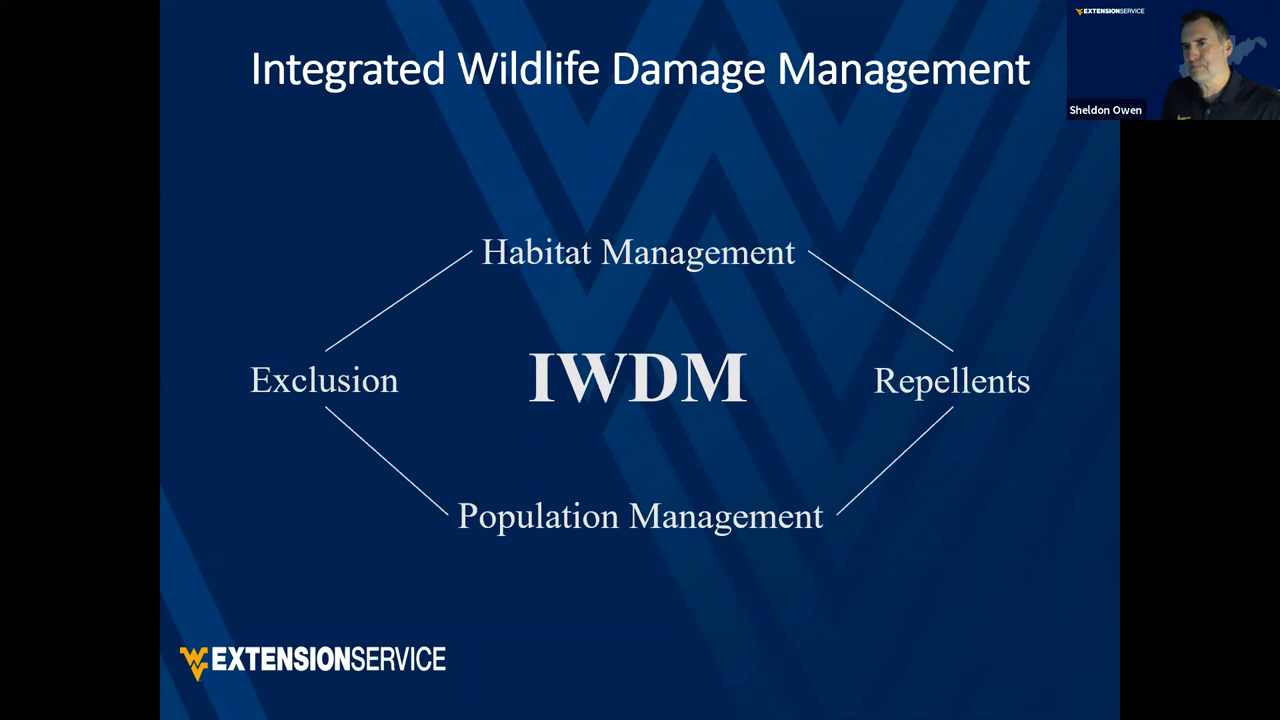 Integrated Wildlife Damage Management
EXTENSIONSERVICE
Sheldon Owen
Habitat Management
Exclusion
IWDM
Repellents
Population Management
EXTENSIONSERVICE